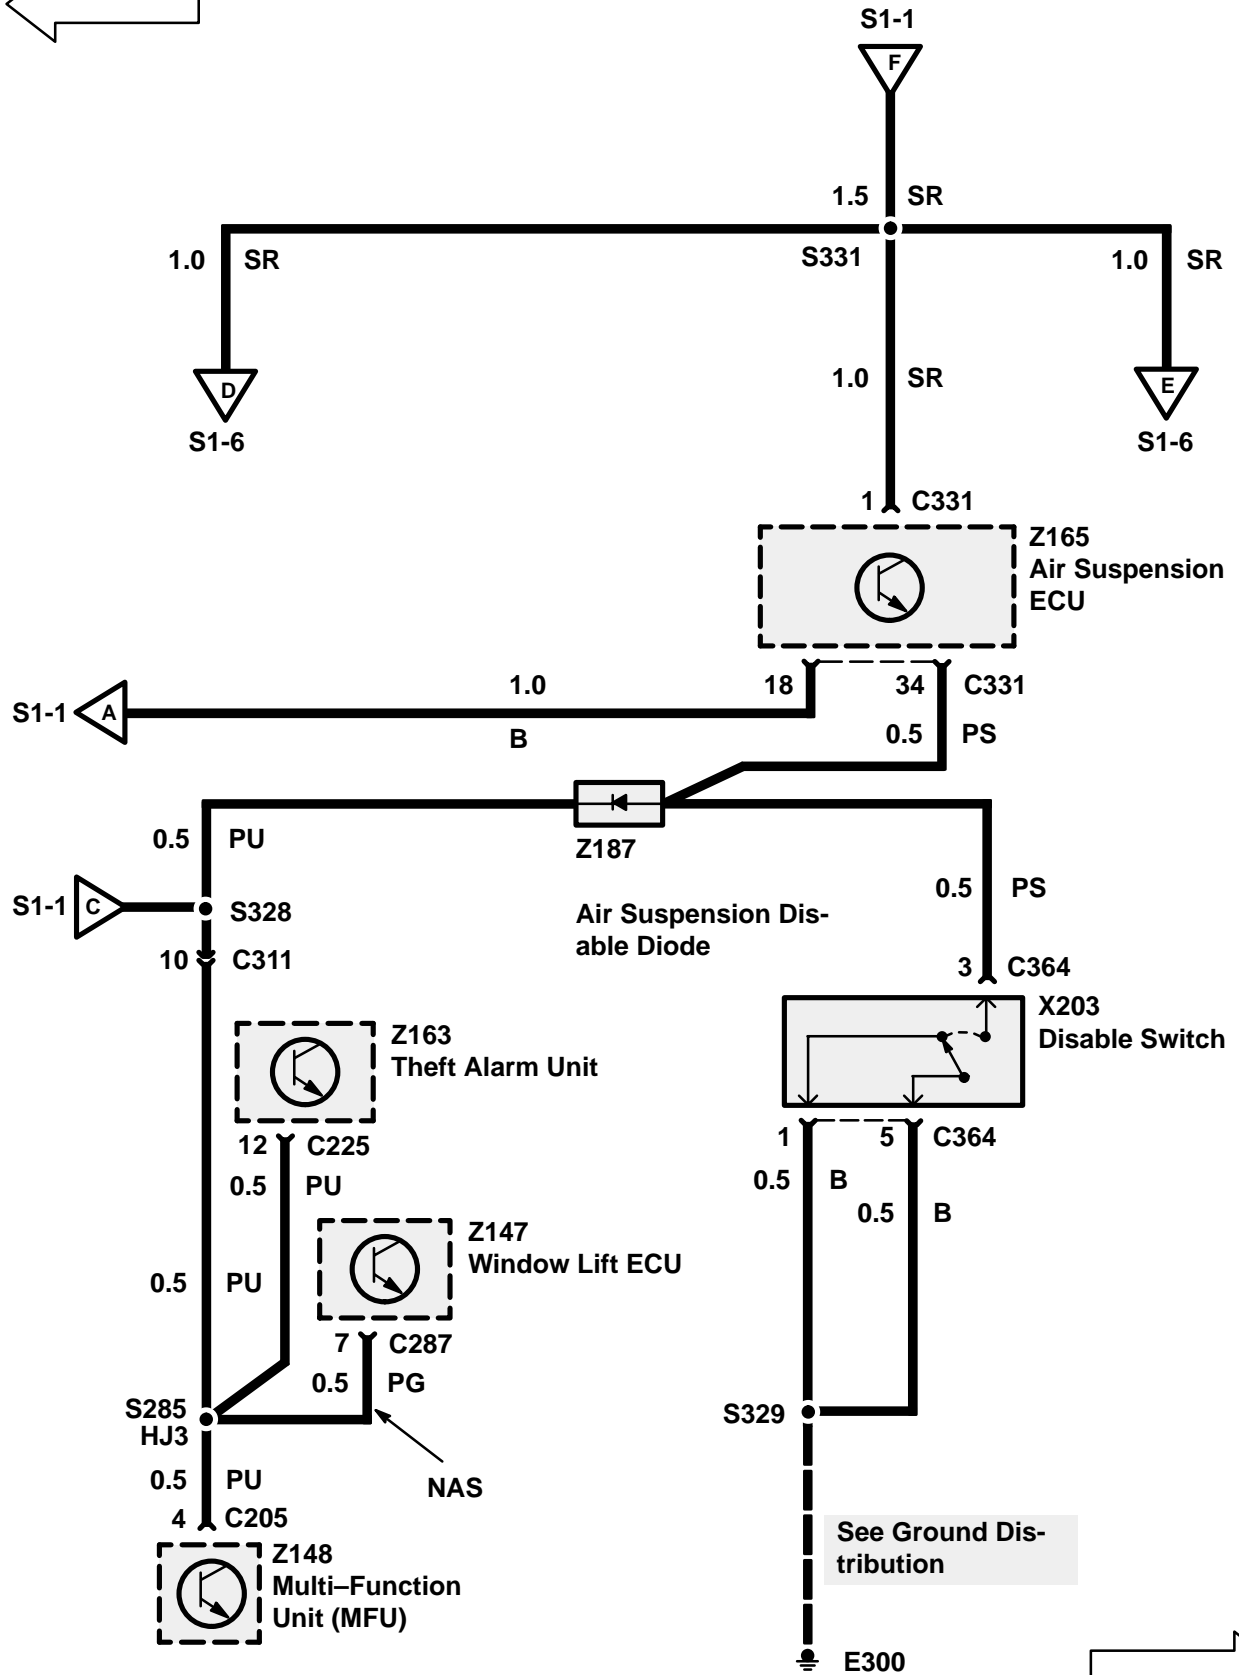 S1-1
F
1.5 SR
S331
1.0 SR
1.0 SR
1.0 SR
D
S1-6
E
S1-6
1 C331
Z165
Air Suspension
ECU
18 34 C331
1.0
B
S1-1 A
0.5 PS
Z187
0.5 PU
S1-1 C
S328
Air Suspension Dis-
able Diode
0.5 PS
10 C311
3 C364
X203
Disable Switch
Z163
Theft Alarm Unit
12 C225
0.5 PU
1 5 C364
0.5 B
0.5 B
Z147
Window Lift ECU
0.5 PU
7 C287
0.5 PG
S285
HJ3
S329
NAS
0.5 PU
4 C205
Z148
Multi–Function
Unit (MFU)
See Ground Dis-
tribution
E300